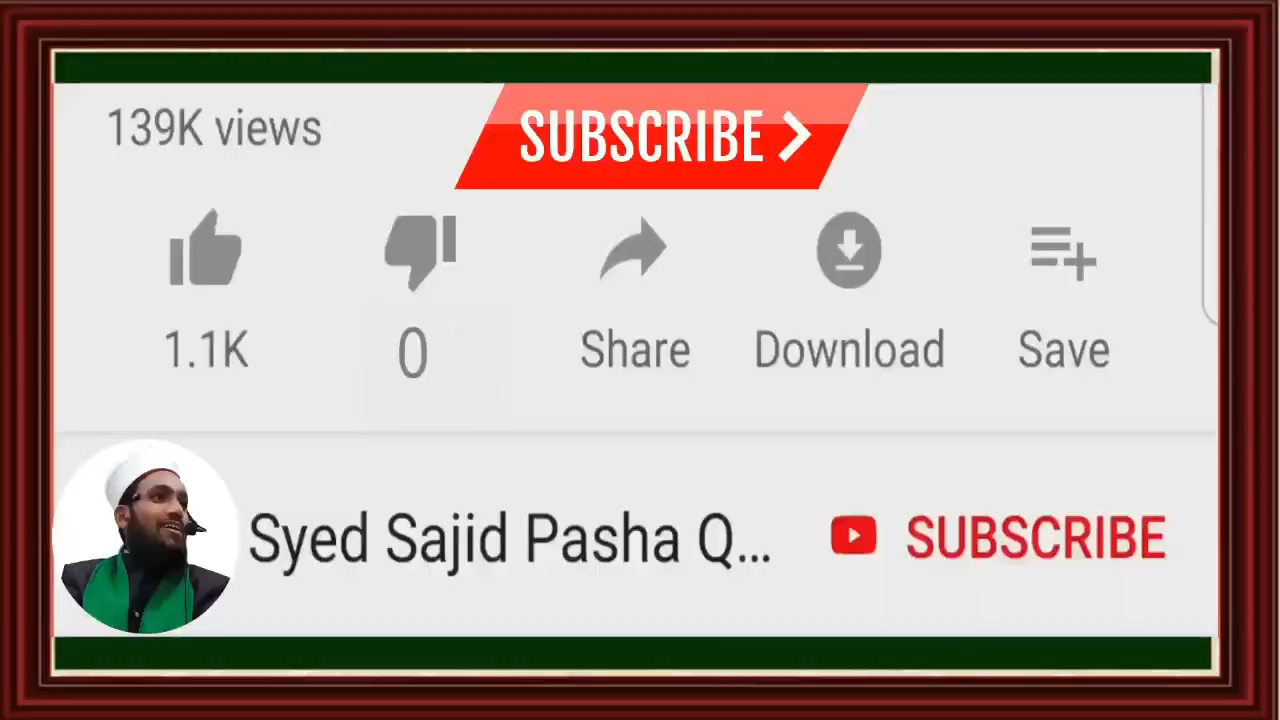 139K views
SUBSCRIBE
1.1K
0
Share
Download
Save
Syed Sajid Pasha Q...
SUBSCRIBE